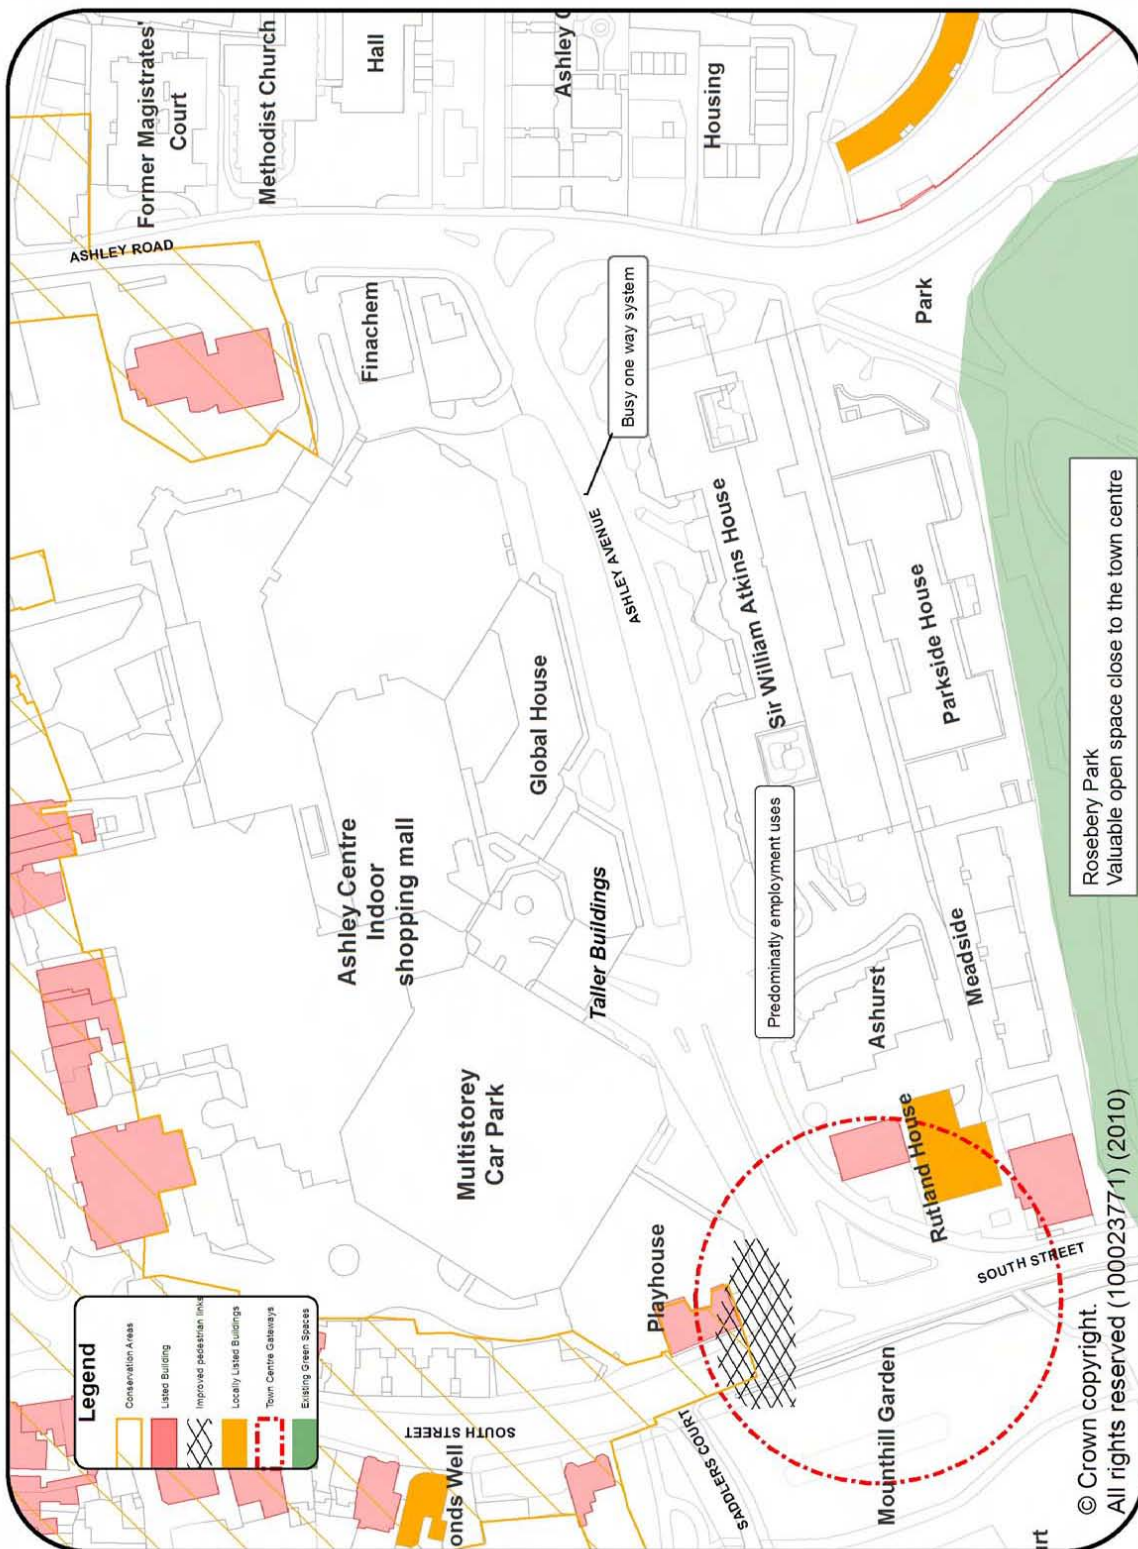 Former Magistrates'
Court
Methodist Church
Hall
Ashley
Housing
ASHLEY ROAD
Finachem
Busy one way system
Park
ASHLEY AVENUE
Sir William Atkins House
Parkside House
Global House
Ashley Centre
Indoor
shopping mall
Taller Buildings
Predominatly employment uses
Rosebery Park
Valuable open space close to the town centre
Meadside
Ashurst
Multistorey
Car Park
Rutland House
Playhouse
SOUTH STREET
Mounthill Garden
SADDLERS COURT
SOUTH STREET
onds Well
Legend
Conservation Areas
Listed Building
Improved pedestrian links
Locally Listed Buildings
Town Centre Gateways
Existing Green Spaces
© Crown copyright.
All rights reserved (100023771) (2010)